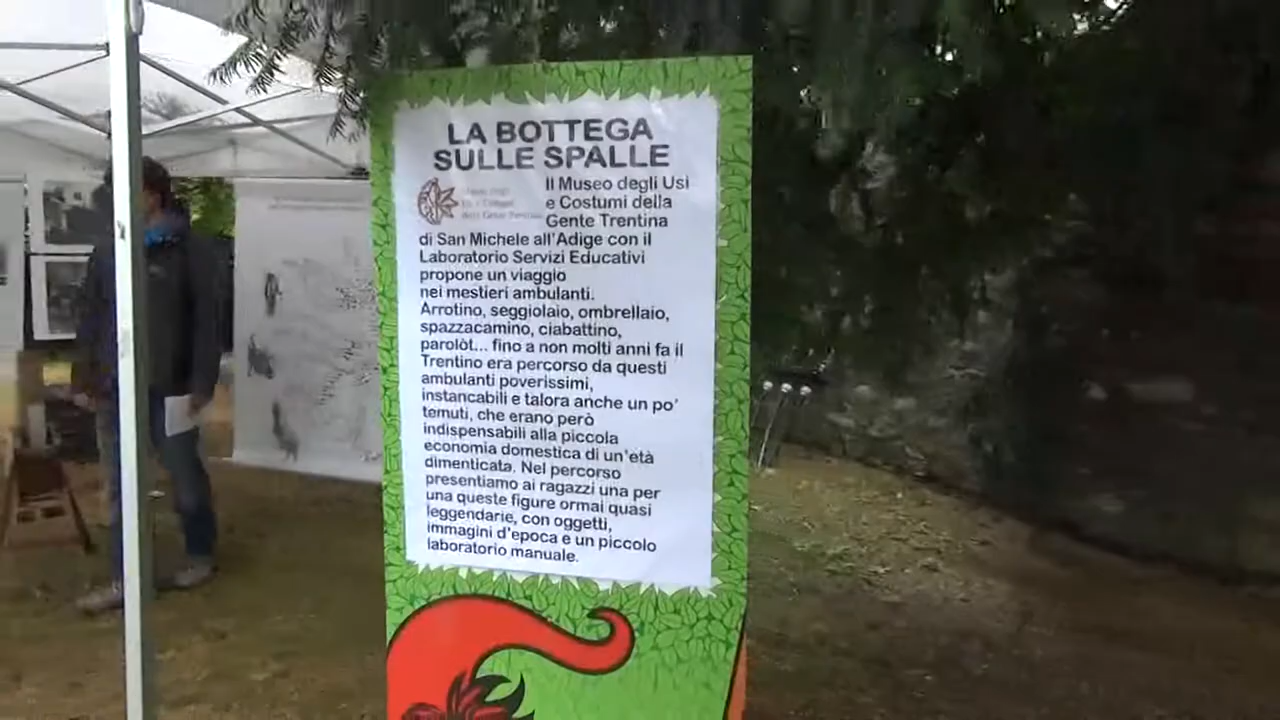 LA BOTTEGA
SULLE SPALLE
Il Museo degli Usi
e Costumi della
Gente Trentina
di San Michele all'Adige con il
Laboratorio Servizi Educativi
propone un viaggio
nei mestieri ambulanti.
Arrotino, seggiolaio, ombrellaio,
spazzacamino, ciabattino,
parolòt... fino a non molti anni fa il
Trentino era percorso da questi
ambulanti poverissimi,
instancabili e talora anche un po'
temuti, che erano però
indispensabili alla piccola
economia domestica di un'età
dimenticata. Nel percorso
presentiamo ai ragazzi una per
una queste figure ormai quasi
leggendarie, con oggetti,
immagini d'epoca e un piccolo
laboratorio manuale.